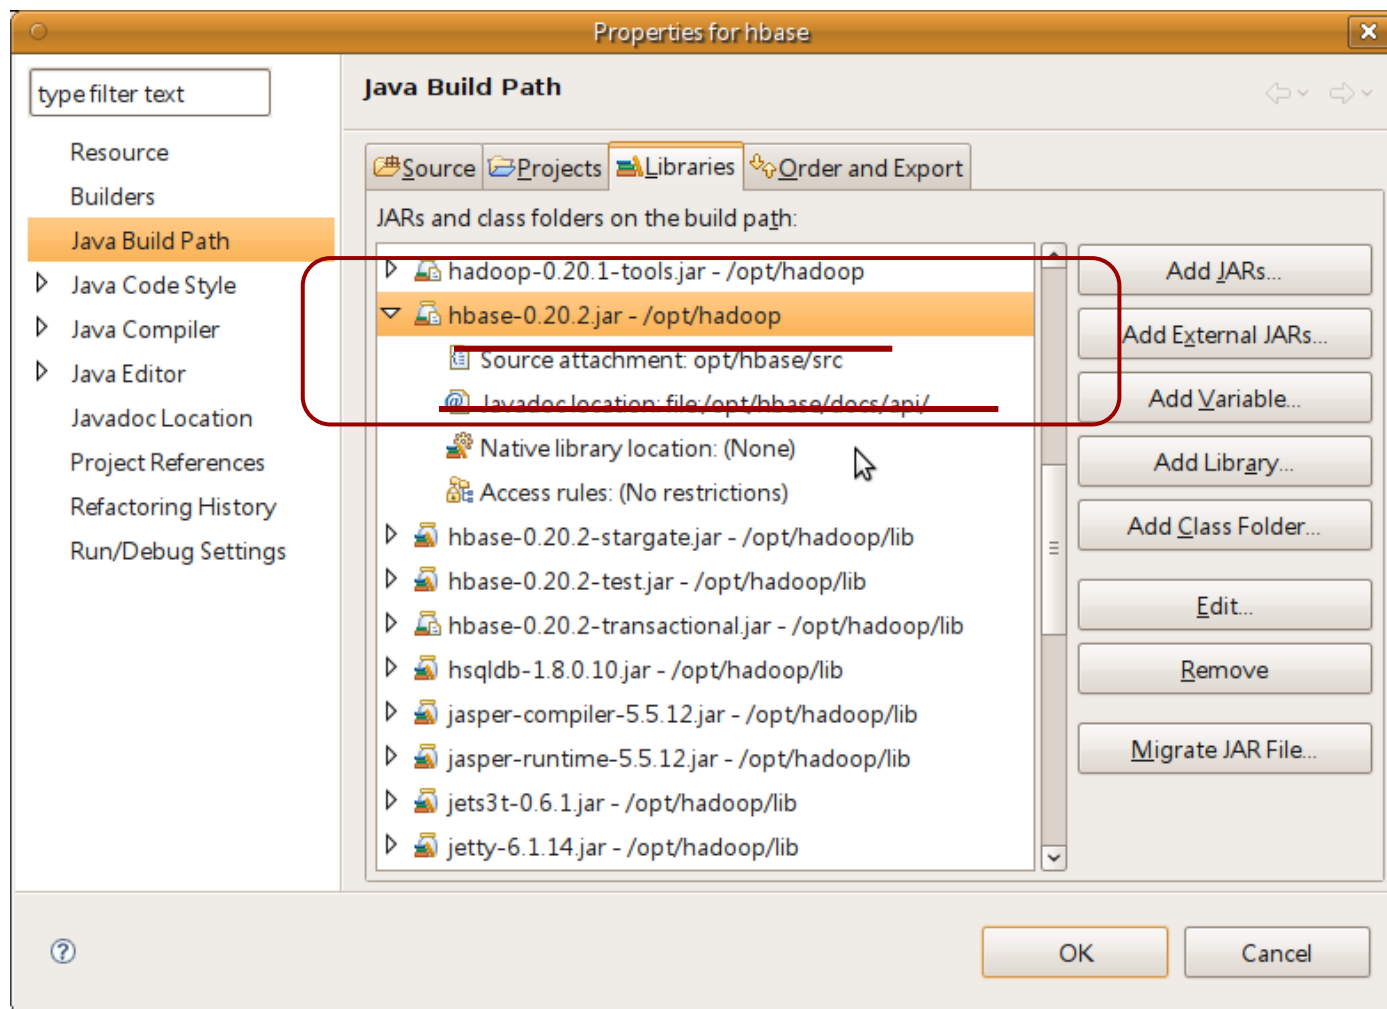 Properties for hbase
type filter text
Java Build Path
Resource
Builders
Java Build Path
Java Code Style
Java Compiler
Java Editor
Javadoc Location
Project References
Refactoring History
Run/Debug Settings
Source Projects Libraries Order and Export
JARs and class folders on the build path:
hadoop-0.20.1-tools.jar - /opt/hadoop
hbase-0.20.2.jar - /opt/hadoop
Source attachment: opt/hbase/src
Javadoc location: file:/opt/hbase/docs/api/
Native library location: (None)
Access rules: (No restrictions)
hbase-0.20.2-stargate.jar - /opt/hadoop/lib
hbase-0.20.2-test.jar - /opt/hadoop/lib
hbase-0.20.2-transactional.jar - /opt/hadoop/lib
hsqldb-1.8.0.10.jar - /opt/hadoop/lib
jasper-compiler-5.5.12.jar - /opt/hadoop/lib
jasper-runtime-5.5.12.jar - /opt/hadoop/lib
jets3t-0.6.1.jar - /opt/hadoop/lib
jetty-6.1.14.jar - /opt/hadoop/lib
Add JARs...
Add External JARs...
Add Variable...
Add Library...
Add Class Folder...
Edit...
Remove
Migrate JAR File...
OK
Cancel